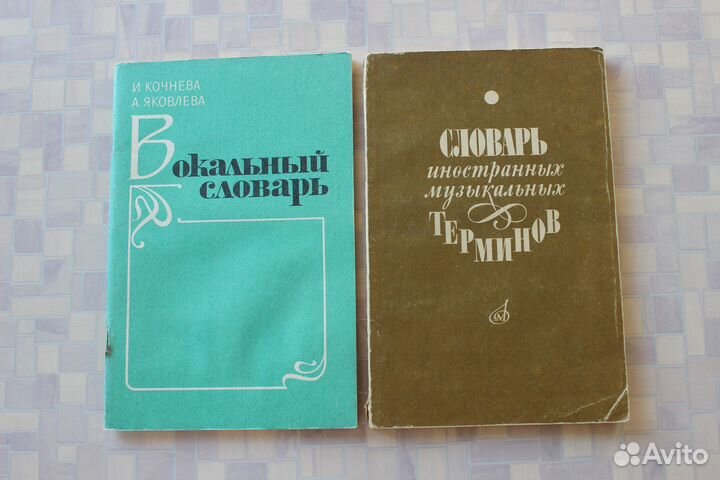 И. КОЧНЕВА
А. ЯКОВЛЕВА
Вокальный
словарь
СЛОВАРЬ
иностранных
музыкальных
ТЕРМИНОВ
Avito